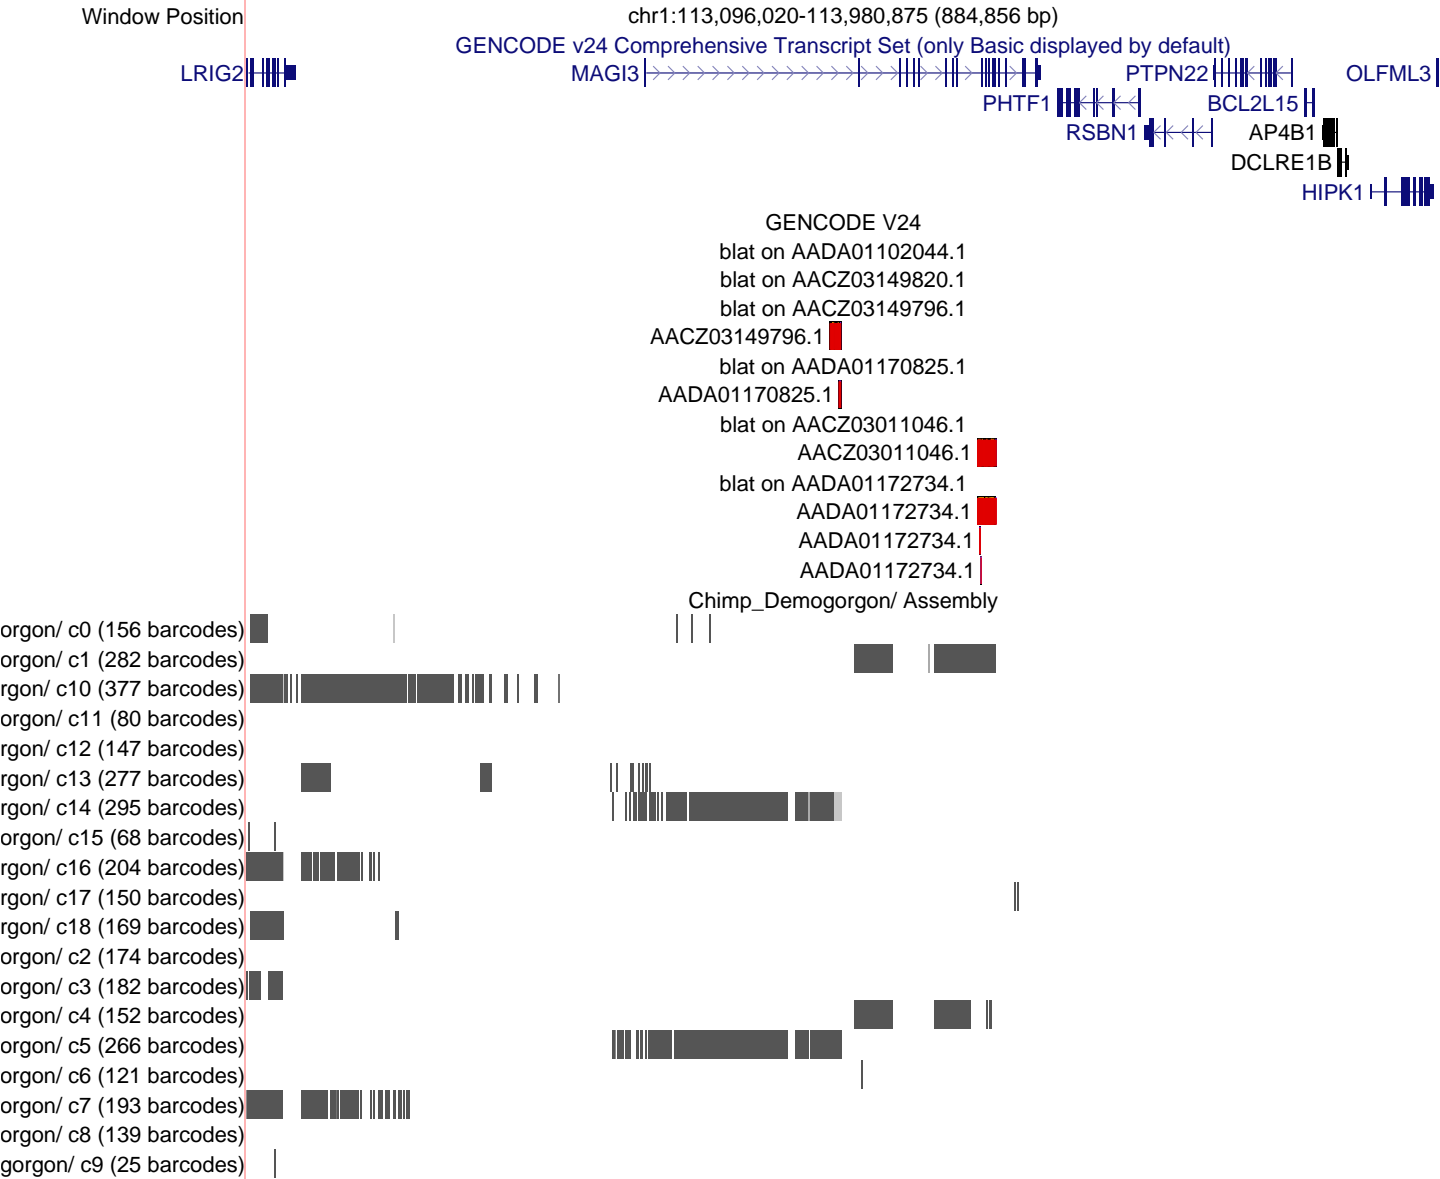 Window Position chr1:113,096,020-113,980,875 (884,856 bp)
GENCODE v24 Comprehensive Transcript Set (only Basic displayed by default)
LRIG2 MAGI3 PTPN22 OLFML3
PHTF1 BCL2L15
RSBN1 AP4B1
DCLRE1B
HIPK1
GENCODE V24
blat on AADA01102044.1
blat on AACZ03149820.1
blat on AACZ03149796.1
AACZ03149796.1
blat on AADA01170825.1
AADA01170825.1
blat on AACZ03011046.1
AACZ03011046.1
blat on AADA01172734.1
AADA01172734.1
AADA01172734.1
AADA01172734.1
Chimp_Demogorgon/ Assembly
orgon/ c0 (156 barcodes)
orgon/ c1 (282 barcodes)
rgon/ c10 (377 barcodes)
orgon/ c11 (80 barcodes)
rgon/ c12 (147 barcodes)
rgon/ c13 (277 barcodes)
rgon/ c14 (295 barcodes)
orgon/ c15 (68 barcodes)
rgon/ c16 (204 barcodes)
rgon/ c17 (150 barcodes)
rgon/ c18 (169 barcodes)
orgon/ c2 (174 barcodes)
orgon/ c3 (182 barcodes)
orgon/ c4 (152 barcodes)
orgon/ c5 (266 barcodes)
orgon/ c6 (121 barcodes)
orgon/ c7 (193 barcodes)
orgon/ c8 (139 barcodes)
gorgon/ c9 (25 barcodes)